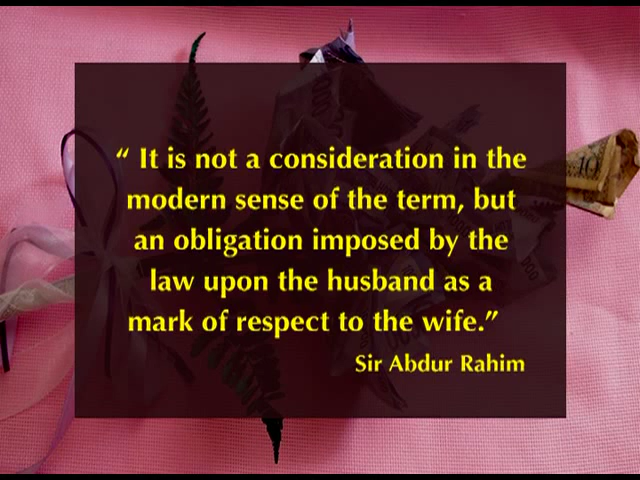 “ It is not a consideration in the
modern sense of the term, but
an obligation imposed by the
law upon the husband as a
mark of respect to the wife.”
Sir Abdur Rahim